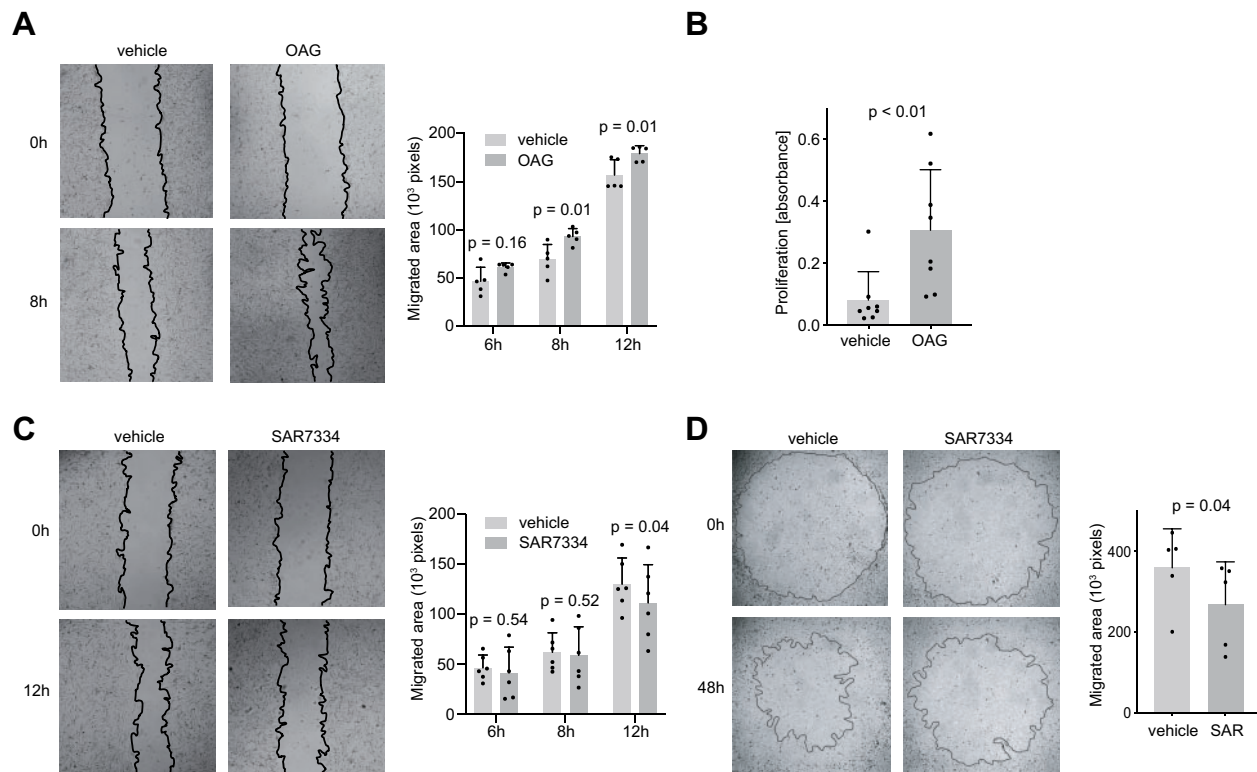 A
vehicle
OAG
0h
8h
Migrated area (10³ pixels)
200
150
100
50
0
vehicle
OAG
p = 0.16
p = 0.01
p = 0.01
6h
8h
12h
B
p < 0.01
Proliferation [absorbance]
0.6
0.4
0.2
0.0
vehicle
OAG
C
vehicle
SAR7334
0h
12h
Migrated area (10³ pixels)
200
150
100
50
0
vehicle
SAR7334
p = 0.54
p = 0.52
p = 0.04
6h
8h
12h
D
vehicle
SAR7334
0h
48h
p = 0.04
Migrated area (10³ pixels)
400
200
0
vehicle
SAR